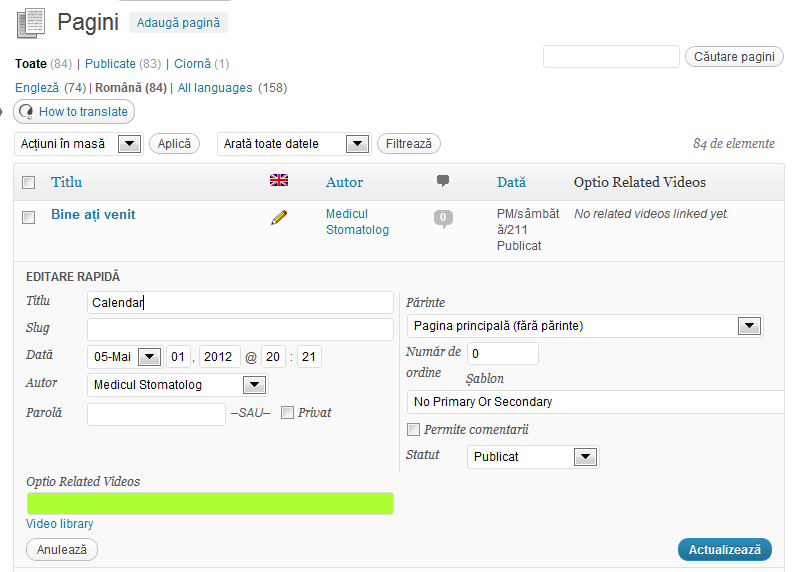 Pagini Adaugă pagină
Toate (84) | Publicate (83) | Ciornă (1)
Căutare pagini
Engleză (74) | Română (84) | All languages (158)
How to translate
Acțiuni în masă Aplică Arată toate datele Filtrează 84 de elemente
Titlu Autor Dată Optio Related Videos
Bine ați venit Medicul Stomatolog 0 PM/sâmbătă/211 Publicat No related videos linked yet.
EDITARE RAPIDĂ
Titlu Calendar
Slug
Dată 05-Mai 01 , 2012 @ 20 : 21
Autor Medicul Stomatolog
Parolă –SAU– Privat
Părinte
Pagina principală (fără părinte)
Număr de ordine 0
Șablon
No Primary Or Secondary
Permite comentarii
Statut Publicat
Optio Related Videos
Video library
Anulează Actualizează